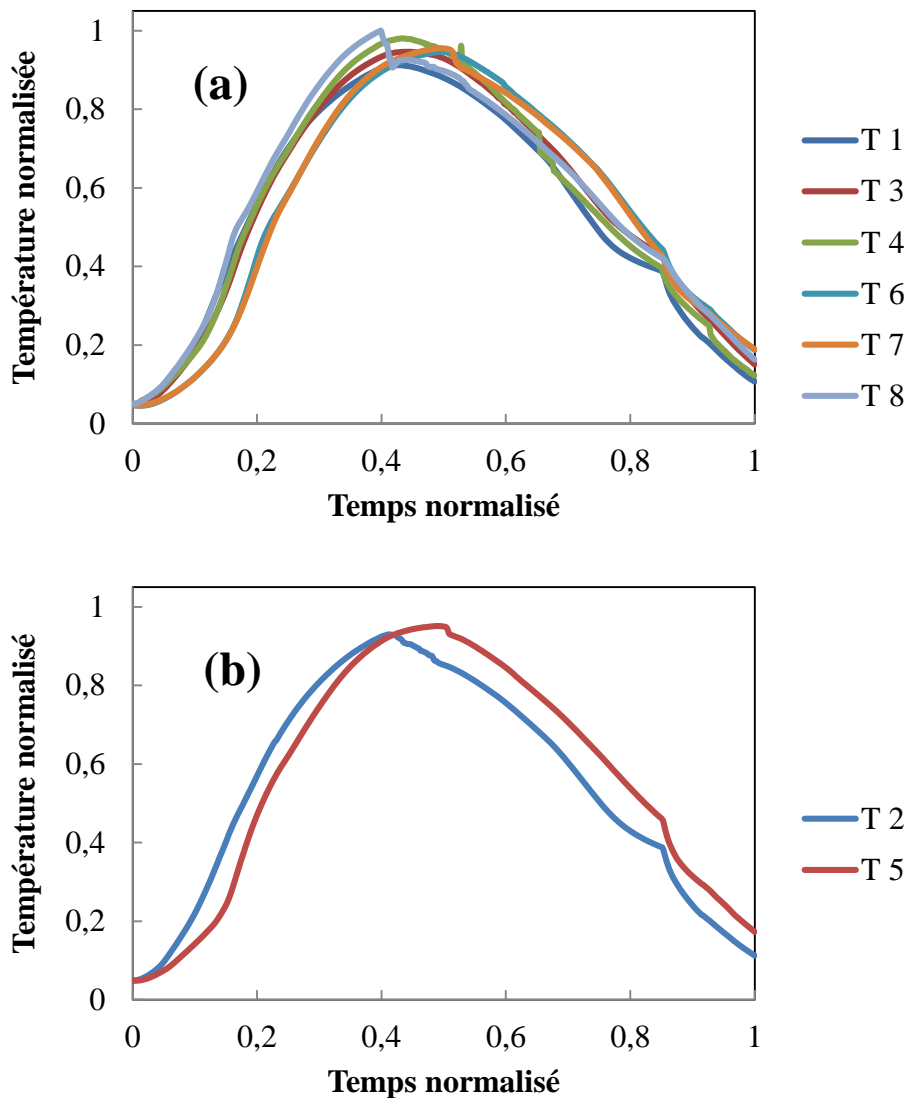 (a)
Température normalisée
1
0,8
0,6
0,4
0,2
0
0 0,2 0,4 0,6 0,8 1
Temps normalisé
T 1
T 3
T 4
T 6
T 7
T 8
(b)
Température normalisé
1
0,8
0,6
0,4
0,2
0
0 0,2 0,4 0,6 0,8 1
Temps normalisé
T 2
T 5